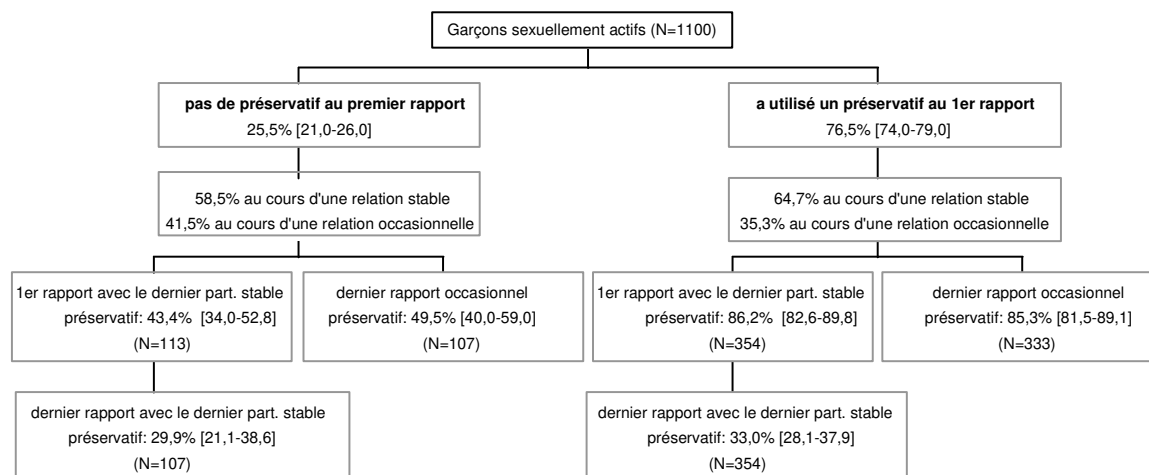 Garçons sexuellement actifs (N=1100)
pas de préservatif au premier rapport
25,5% [21,0-26,0]
a utilisé un préservatif au 1er rapport
76,5% [74,0-79,0]
58,5% au cours d'une relation stable
41,5% au cours d'une relation occasionnelle
64,7% au cours d'une relation stable
35,3% au cours d'une relation occasionnelle
1er rapport avec le dernier part. stable
préservatif: 43,4% [34,0-52,8]
(N=113)
dernier rapport occasionnel
préservatif: 49,5% [40,0-59,0]
(N=107)
1er rapport avec le dernier part. stable
préservatif: 86,2% [82,6-89,8]
(N=354)
dernier rapport occasionnel
préservatif: 85,3% [81,5-89,1]
(N=333)
dernier rapport avec le dernier part. stable
préservatif: 29,9% [21,1-38,6]
(N=107)
dernier rapport avec le dernier part. stable
préservatif: 33,0% [28,1-37,9]
(N=354)